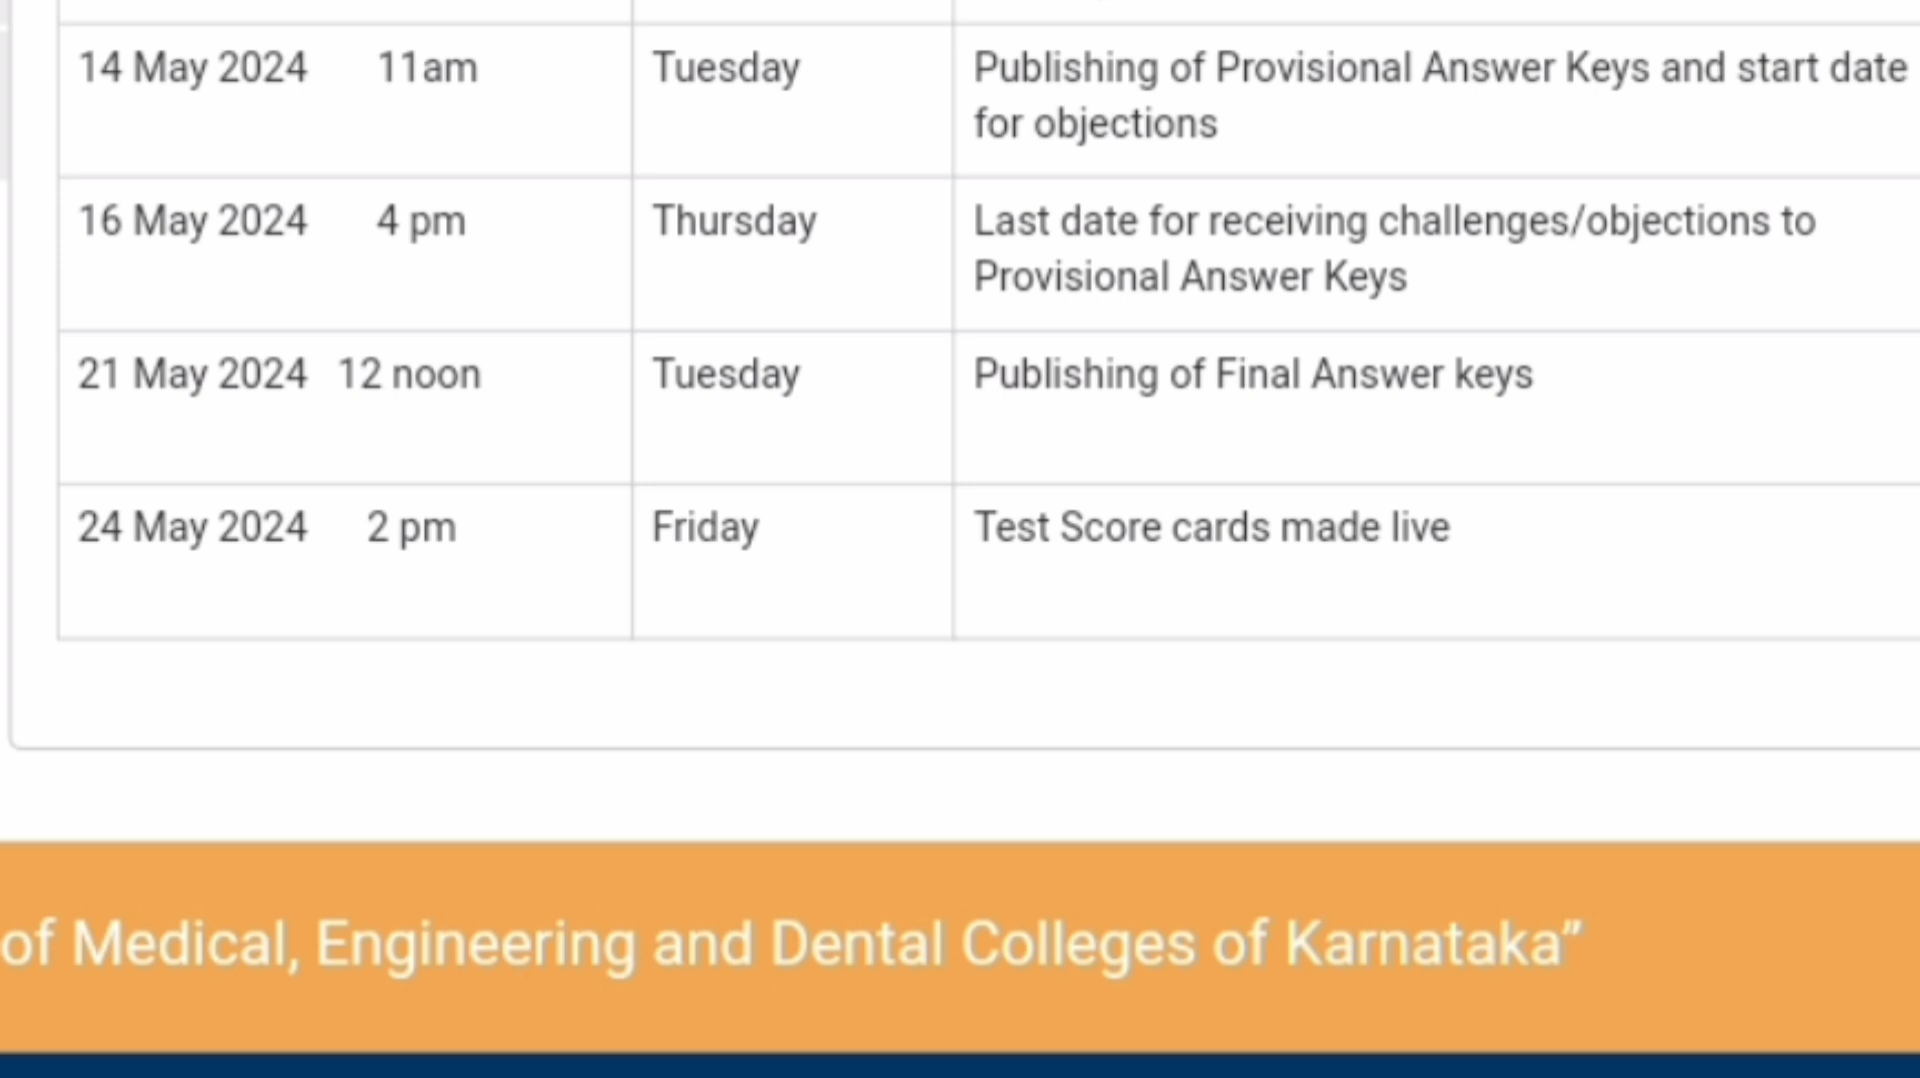 14 May 2024 11am Tuesday Publishing of Provisional Answer Keys and start date
for objections
16 May 2024 4 pm Thursday Last date for receiving challenges/objections to
Provisional Answer Keys
21 May 2024 12 noon Tuesday Publishing of Final Answer keys
24 May 2024 2 pm Friday Test Score cards made live
of Medical, Engineering and Dental Colleges of Karnataka”